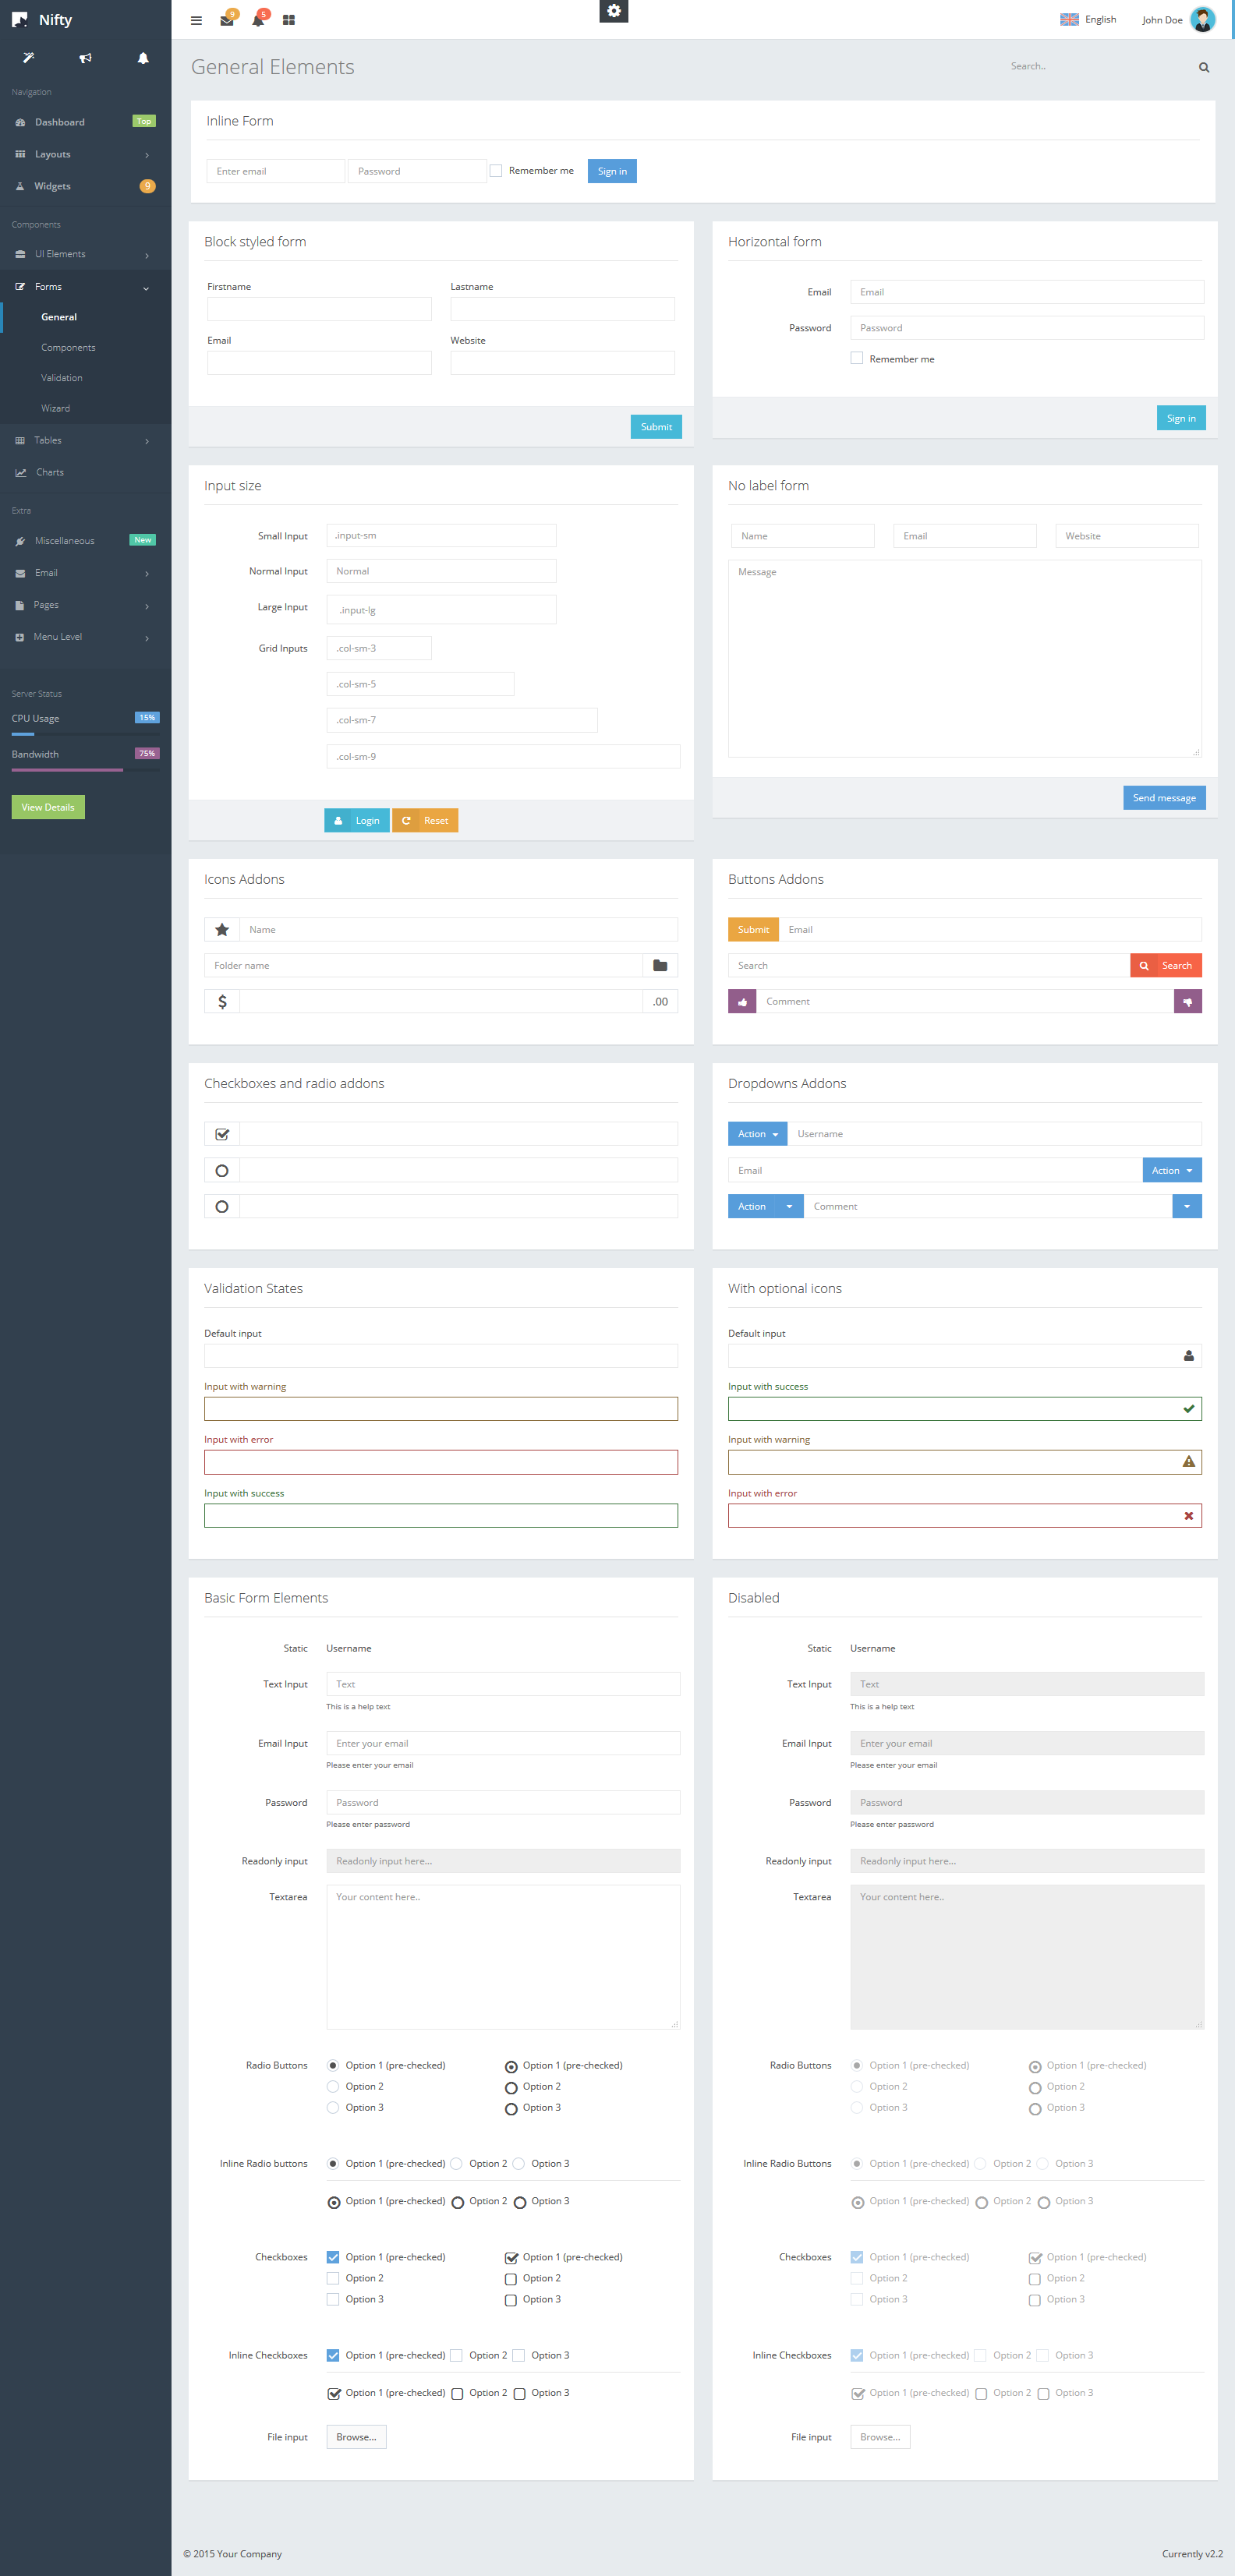 Nifty
9
5
English
John Doe
Navigation
Dashboard
Top
Layouts
Widgets
9
Components
UI Elements
Forms
General
Components
Validation
Wizard
Tables
Charts
Extra
Miscellaneous
New
Email
Pages
Menu Level
Server Status
CPU Usage
15%
Bandwidth
75%
View Details
General Elements
Search..
Inline Form
Enter email
Password
Remember me
Sign in
Block styled form
Firstname
Lastname
Email
Website
Submit
Horizontal form
Email
Email
Password
Password
Remember me
Sign in
Input size
Small Input
.input-sm
Normal Input
Normal
Large Input
.input-lg
Grid Inputs
.col-sm-3
.col-sm-5
.col-sm-7
.col-sm-9
Login
Reset
No label form
Name
Email
Website
Message
Send message
Icons Addons
Name
Folder name
$
.00
Buttons Addons
Submit
Email
Search
Search
Comment
Checkboxes and radio addons
Dropdowns Addons
Action
Username
Email
Action
Action
Comment
Validation States
Default input
Input with warning
Input with error
Input with success
With optional icons
Default input
Input with success
Input with warning
Input with error
Basic Form Elements
Static
Username
Text Input
Text
This is a help text
Email Input
Enter your email
Please enter your email
Password
Password
Please enter password
Readonly input
Readonly input here...
Textarea
Your content here..
Radio Buttons
Option 1 (pre-checked)
Option 1 (pre-checked)
Option 2
Option 2
Option 3
Option 3
Inline Radio buttons
Option 1 (pre-checked)
Option 2
Option 3
Option 1 (pre-checked)
Option 2
Option 3
Checkboxes
Option 1 (pre-checked)
Option 1 (pre-checked)
Option 2
Option 2
Option 3
Option 3
Inline Checkboxes
Option 1 (pre-checked)
Option 2
Option 3
Option 1 (pre-checked)
Option 2
Option 3
File input
Browse...
Disabled
Static
Username
Text Input
Text
This is a help text
Email Input
Enter your email
Please enter your email
Password
Password
Please enter password
Readonly input
Readonly input here...
Textarea
Your content here..
Radio Buttons
Option 1 (pre-checked)
Option 1 (pre-checked)
Option 2
Option 2
Option 3
Option 3
Inline Radio Buttons
Option 1 (pre-checked)
Option 2
Option 3
Option 1 (pre-checked)
Option 2
Option 3
Checkboxes
Option 1 (pre-checked)
Option 1 (pre-checked)
Option 2
Option 2
Option 3
Option 3
Inline Checkboxes
Option 1 (pre-checked)
Option 2
Option 3
Option 1 (pre-checked)
Option 2
Option 3
File input
Browse...
© 2015 Your Company
Currently v2.2